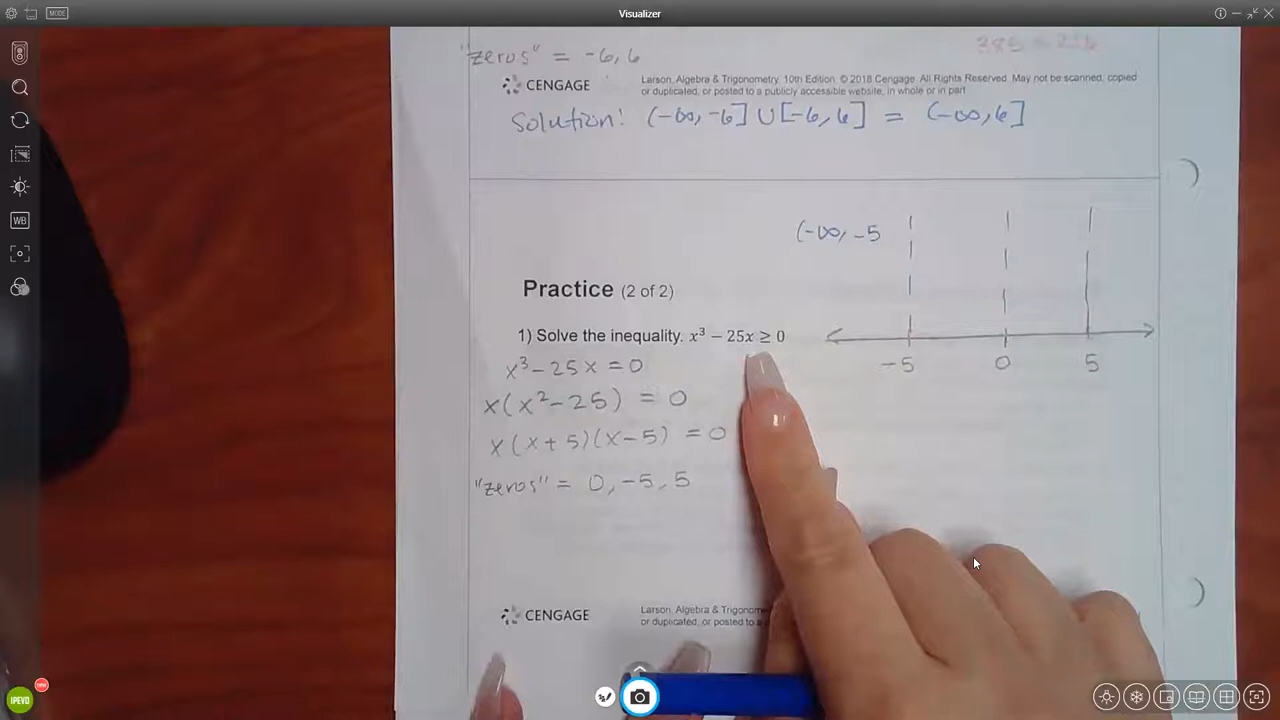 MODE
Visualizer
WB
"zeros" = -6, 6
CENGAGE
Larson, Algebra & Trigonometry, 10th Edition. © 2018 Cengage. All Rights Reserved. May not be scanned, copied
or duplicated, or posted to a publicly accessible website, in whole or in part
Solution: (-∞, -6] ∪ [-6, 6] = (-∞, 6]
(-∞, -5
Practice (2 of 2)
1) Solve the inequality. x³ − 25x ≥ 0
-5 0 5
x³ - 25x = 0
x(x² - 25) = 0
x(x + 5)(x - 5) = 0
"zeros" = 0, -5, 5
CENGAGE
Larson, Algebra &
or duplicated, or posted to a
IPEVO